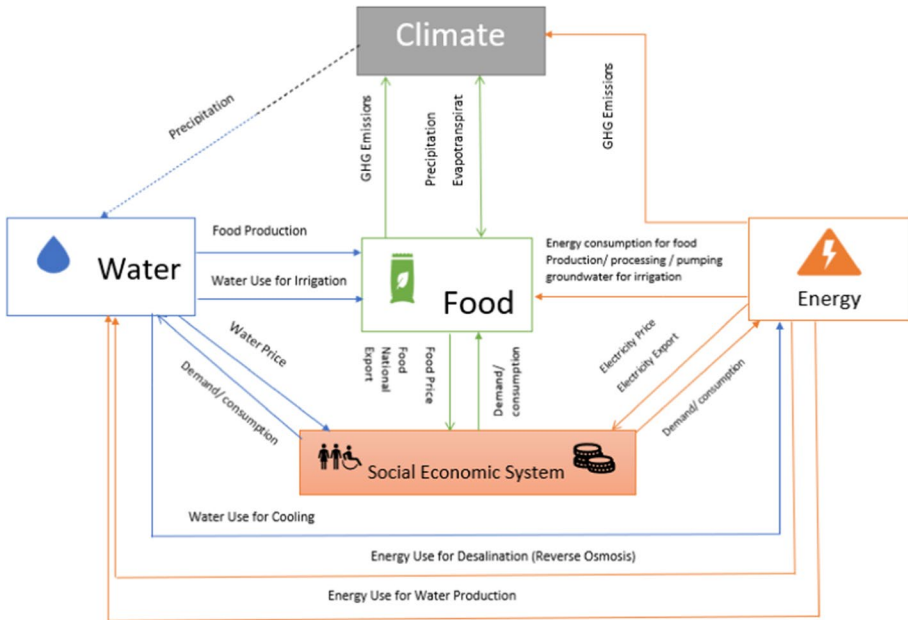 Climate
Precipitation
GHG Emissions
Precipitation
Evapotranspirat
GHG Emissions
Water
Food Production
Water Use for Irrigation
Food
Energy consumption for food
Production/ processing / pumping
groundwater for irrigation
Energy
Water Price
Demand/ consumption
Food Price
Food
National
Export
Demand/
consumption
Electricity Price
Electricity Export
Demand/ consumption
Social Economic System
Water Use for Cooling
Energy Use for Desalination (Reverse Osmosis)
Energy Use for Water Production